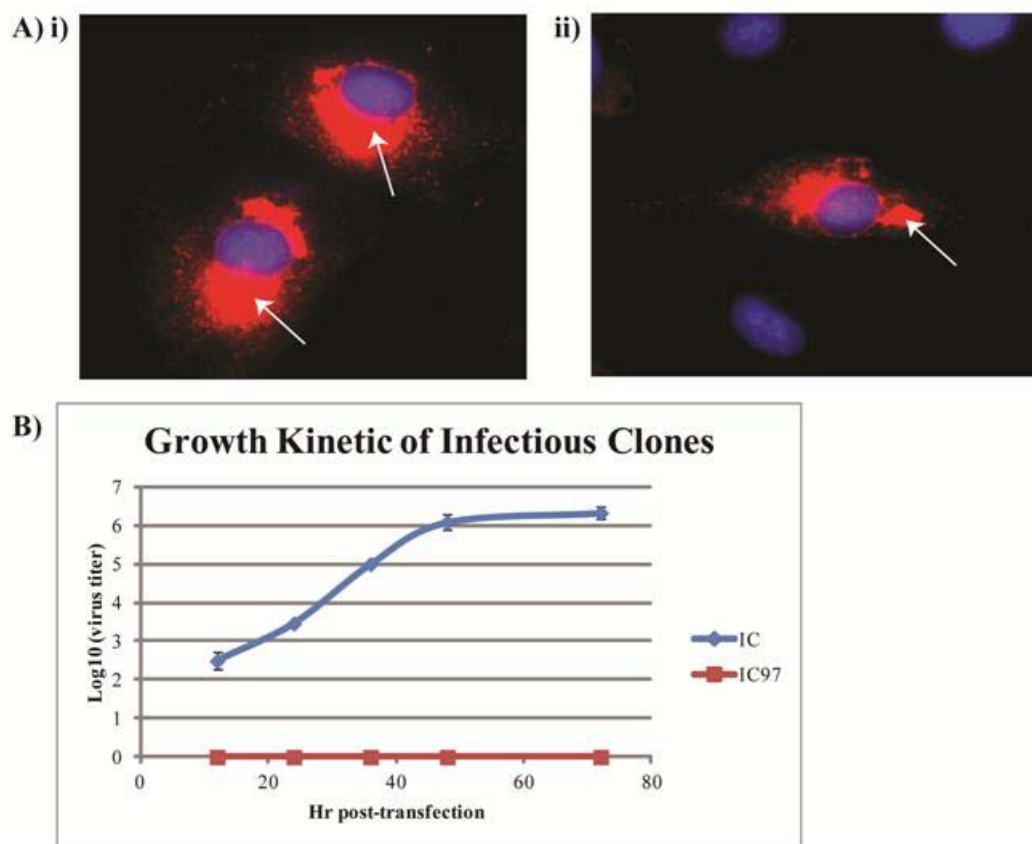 A) i)
ii)
B)
Growth Kinetic of Infectious Clones
Log10 (virus titer)
7
6
5
4
3
2
1
0
0 20 40 60 80
Hr post-transfection
IC
IC97